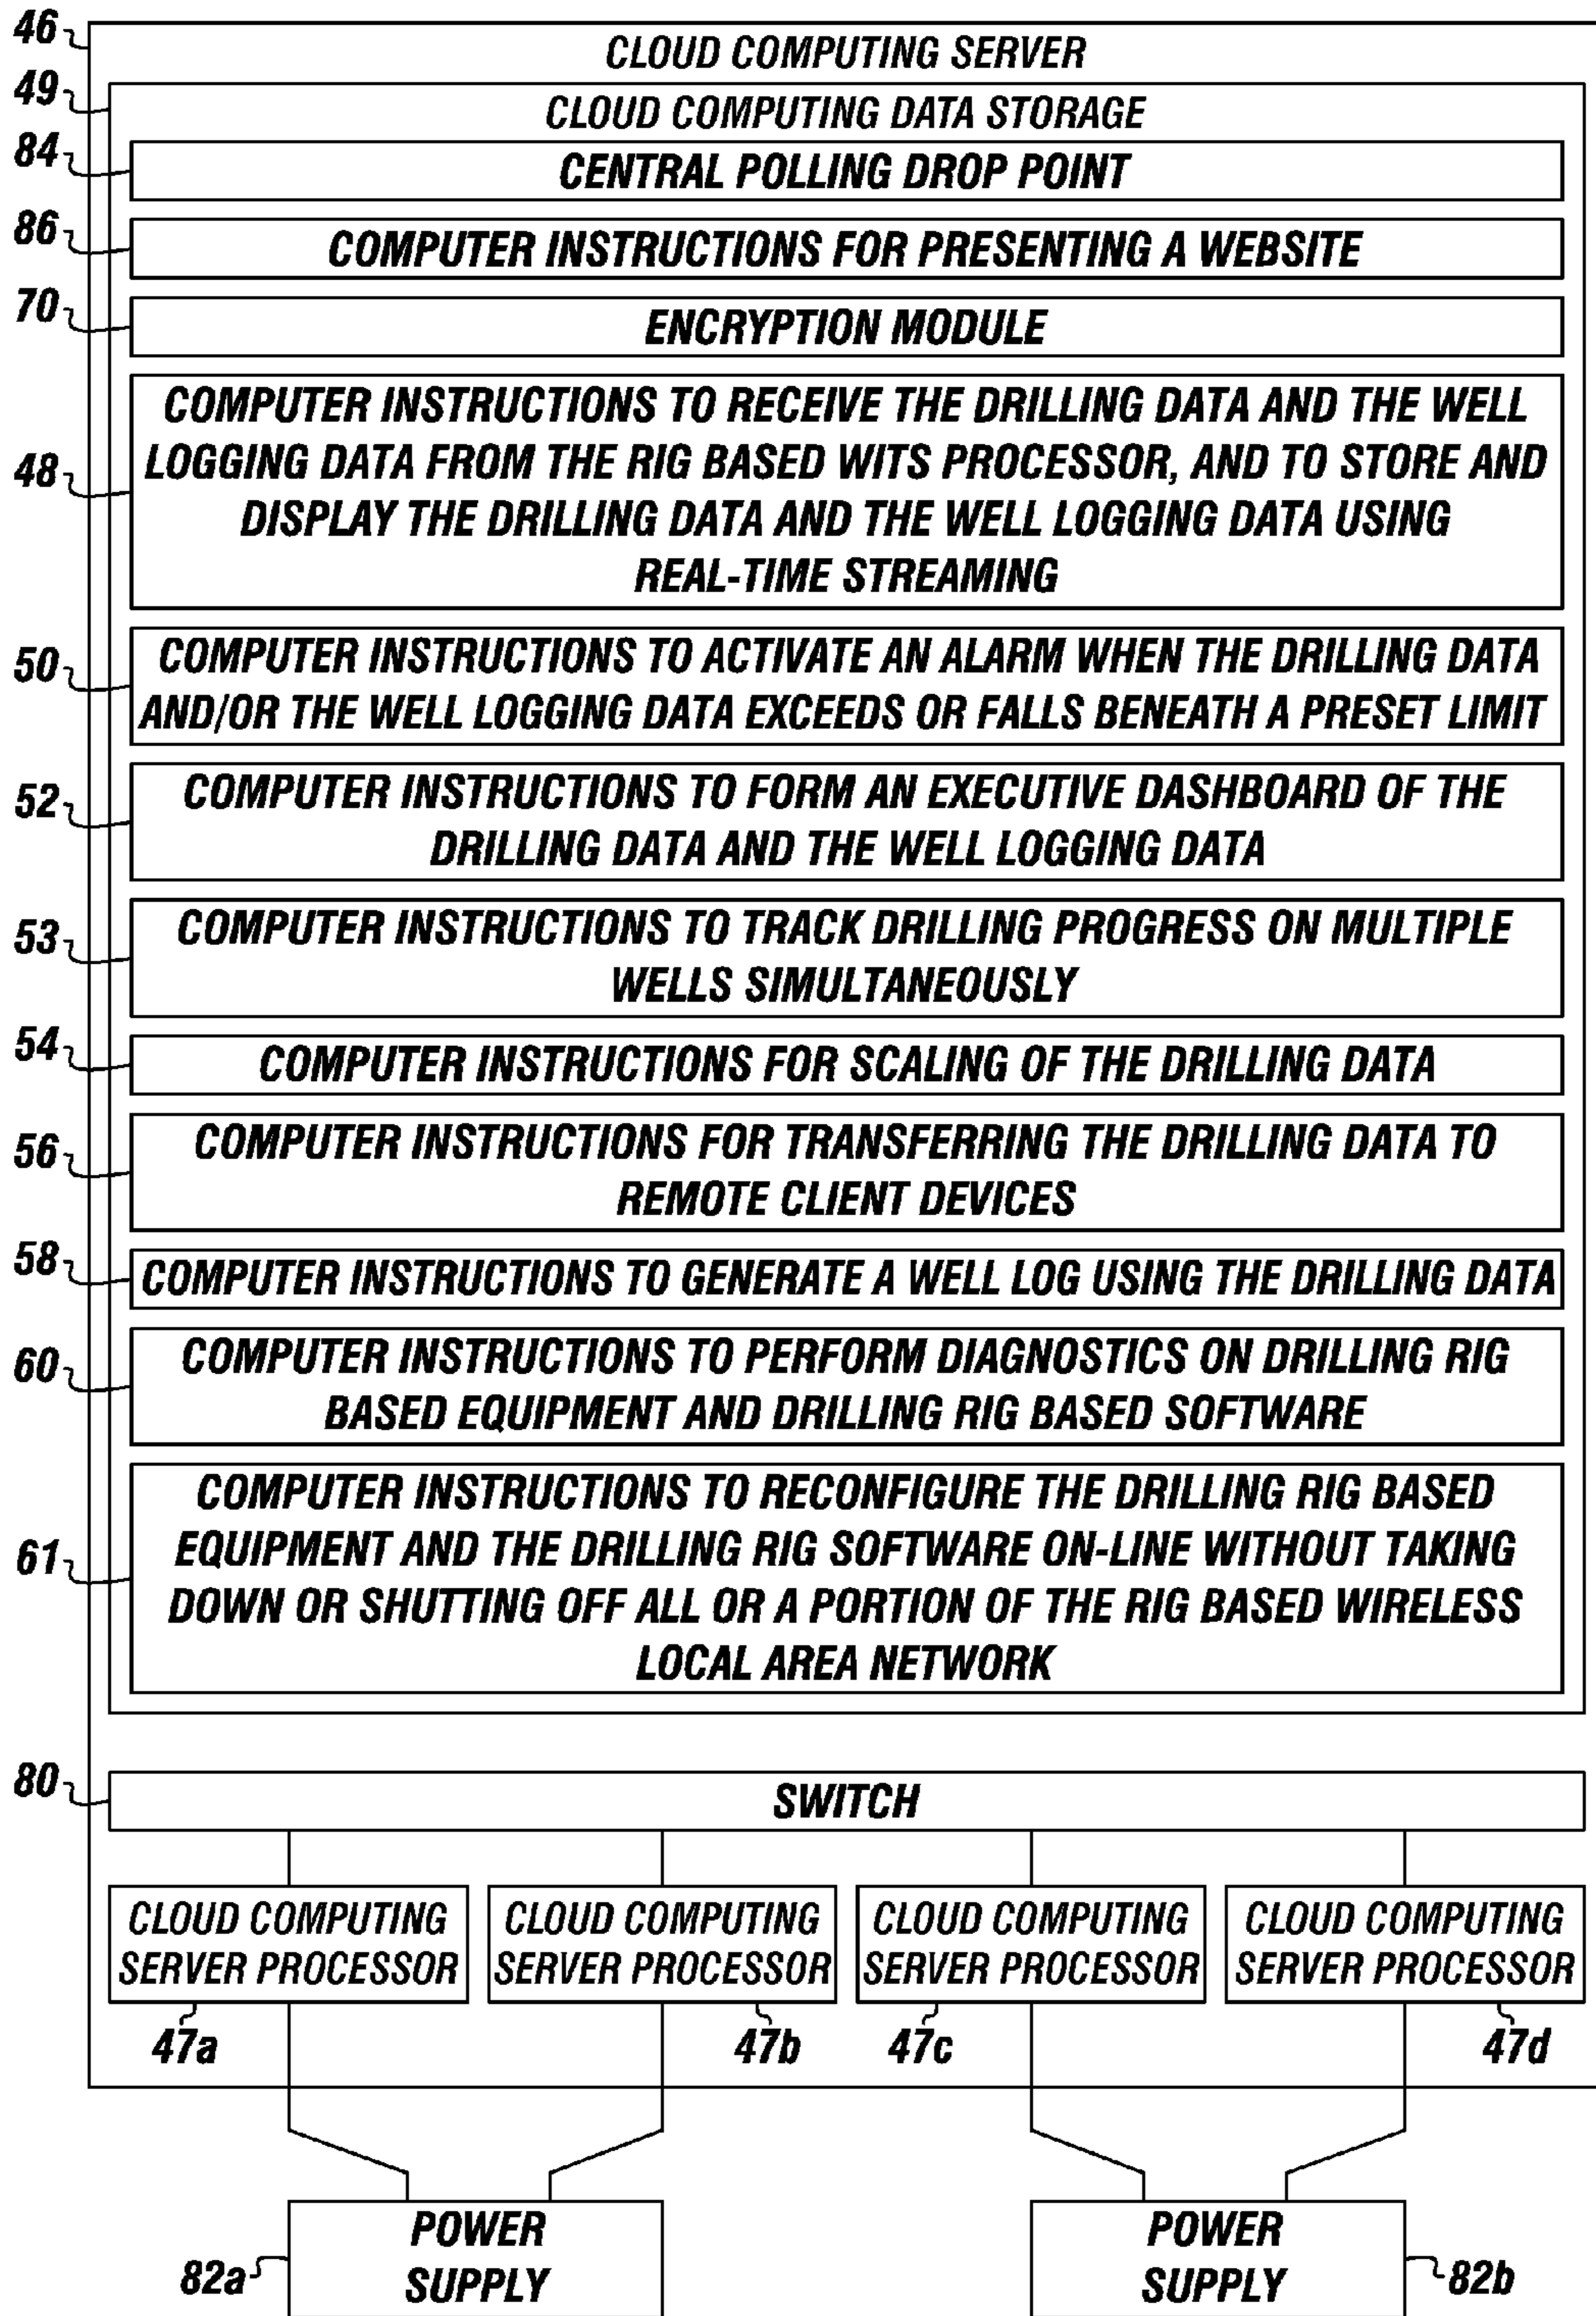 46
CLOUD COMPUTING SERVER
49
CLOUD COMPUTING DATA STORAGE
84
CENTRAL POLLING DROP POINT
86
COMPUTER INSTRUCTIONS FOR PRESENTING A WEBSITE
70
ENCRYPTION MODULE
48
COMPUTER INSTRUCTIONS TO RECEIVE THE DRILLING DATA AND THE WELL
LOGGING DATA FROM THE RIG BASED WITS PROCESSOR, AND TO STORE AND
DISPLAY THE DRILLING DATA AND THE WELL LOGGING DATA USING
REAL-TIME STREAMING
50
COMPUTER INSTRUCTIONS TO ACTIVATE AN ALARM WHEN THE DRILLING DATA
AND/OR THE WELL LOGGING DATA EXCEEDS OR FALLS BENEATH A PRESET LIMIT
52
COMPUTER INSTRUCTIONS TO FORM AN EXECUTIVE DASHBOARD OF THE
DRILLING DATA AND THE WELL LOGGING DATA
53
COMPUTER INSTRUCTIONS TO TRACK DRILLING PROGRESS ON MULTIPLE
WELLS SIMULTANEOUSLY
54
COMPUTER INSTRUCTIONS FOR SCALING OF THE DRILLING DATA
56
COMPUTER INSTRUCTIONS FOR TRANSFERRING THE DRILLING DATA TO
REMOTE CLIENT DEVICES
58
COMPUTER INSTRUCTIONS TO GENERATE A WELL LOG USING THE DRILLING DATA
60
COMPUTER INSTRUCTIONS TO PERFORM DIAGNOSTICS ON DRILLING RIG
BASED EQUIPMENT AND DRILLING RIG BASED SOFTWARE
61
COMPUTER INSTRUCTIONS TO RECONFIGURE THE DRILLING RIG BASED
EQUIPMENT AND THE DRILLING RIG SOFTWARE ON-LINE WITHOUT TAKING
DOWN OR SHUTTING OFF ALL OR A PORTION OF THE RIG BASED WIRELESS
LOCAL AREA NETWORK
80
SWITCH
CLOUD COMPUTING
SERVER PROCESSOR
47a
CLOUD COMPUTING
SERVER PROCESSOR
47b
CLOUD COMPUTING
SERVER PROCESSOR
47c
CLOUD COMPUTING
SERVER PROCESSOR
47d
82a
POWER
SUPPLY
POWER
SUPPLY
82b